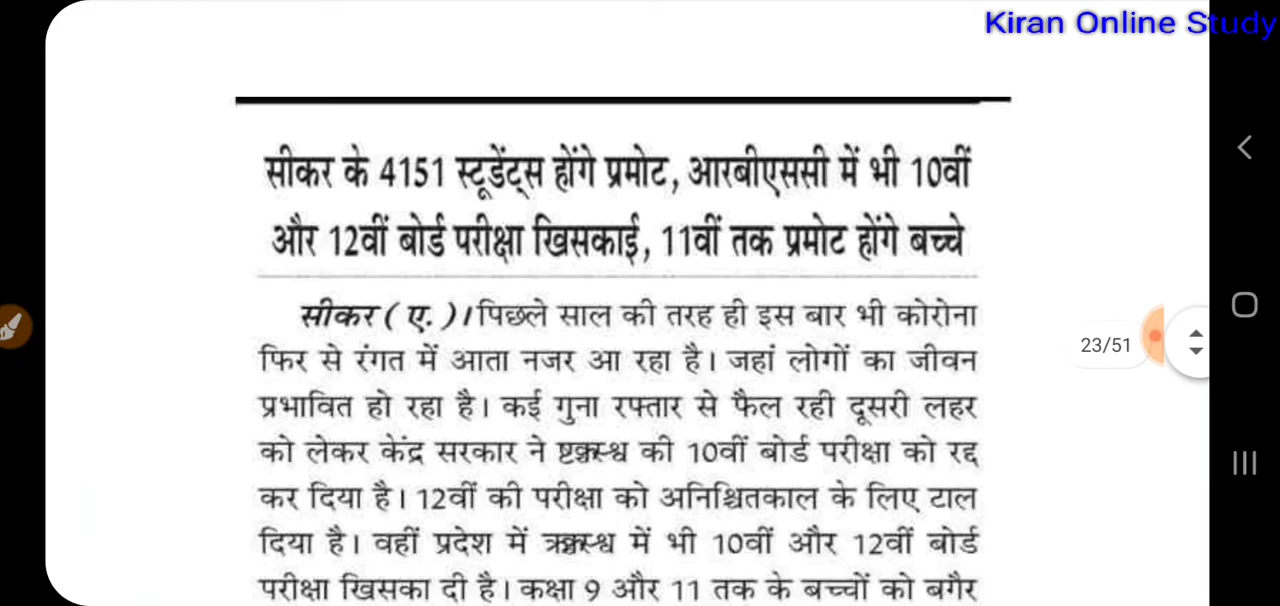 Kiran Online Study
सीकर के 4151 स्टूडेंट्स होंगे प्रमोट, आरबीएससी में भी 10वीं
और 12वीं बोर्ड परीक्षा खिसकाई, 11वीं तक प्रमोट होंगे बच्चे
सीकर ( ए. )। पिछले साल की तरह ही इस बार भी कोरोना
फिर से रंगत में आता नजर आ रहा है। जहां लोगों का जीवन
23/51
प्रभावित हो रहा है। कई गुना रफ्तार से फैल रही दूसरी लहर
को लेकर केंद्र सरकार ने की 10वीं बोर्ड परीक्षा को रद्द
कर दिया है। 12वीं की परीक्षा को अनिश्चितकाल के लिए टाल
दिया है। वहीं प्रदेश में में भी 10वीं और 12वीं बोर्ड
परीक्षा खिसका दी है। कक्षा 9 और 11 तक के बच्चों को बगैर